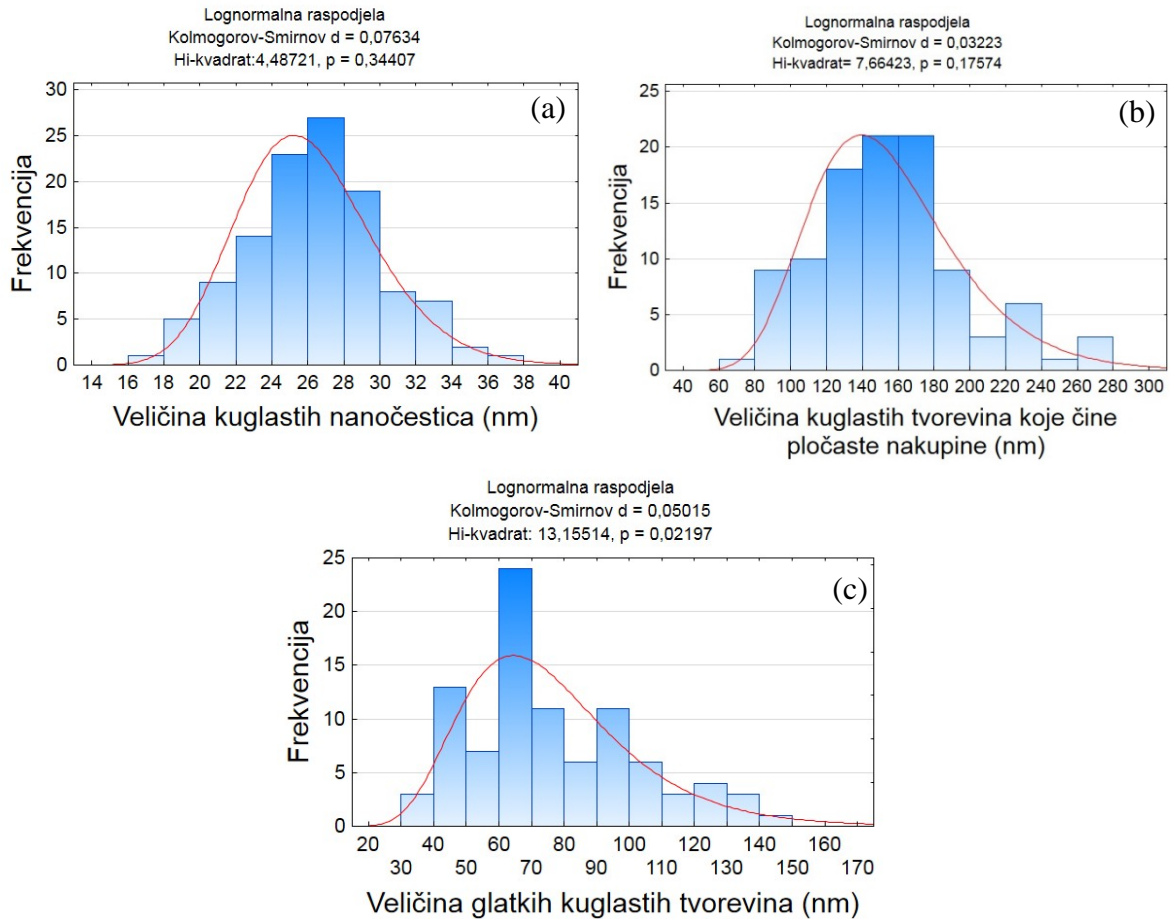 Lognormalna raspodjela
Kolmogorov-Smirnov d = 0,07634
Hi-kvadrat:4,48721, p = 0,34407
(a)
30
25
20
15
10
5
0
Frekvencija
14 16 18 20 22 24 26 28 30 32 34 36 38 40
Veličina kuglastih nanočestica (nm)
Lognormalna raspodjela
Kolmogorov-Smirnov d = 0,03223
Hi-kvadrat= 7,66423, p = 0,17574
(b)
25
20
15
10
5
0
Frekvencija
40 60 80 100 120 140 160 180 200 220 240 260 280 300
Veličina kuglastih tvorevina koje čine
pločaste nakupine (nm)
Lognormalna raspodjela
Kolmogorov-Smirnov d = 0,05015
Hi-kvadrat: 13,15514, p = 0,02197
(c)
25
20
15
10
5
0
Frekvencija
20 40 60 80 100 120 140 160
30 50 70 90 110 130 150 170
Veličina glatkih kuglastih tvorevina (nm)